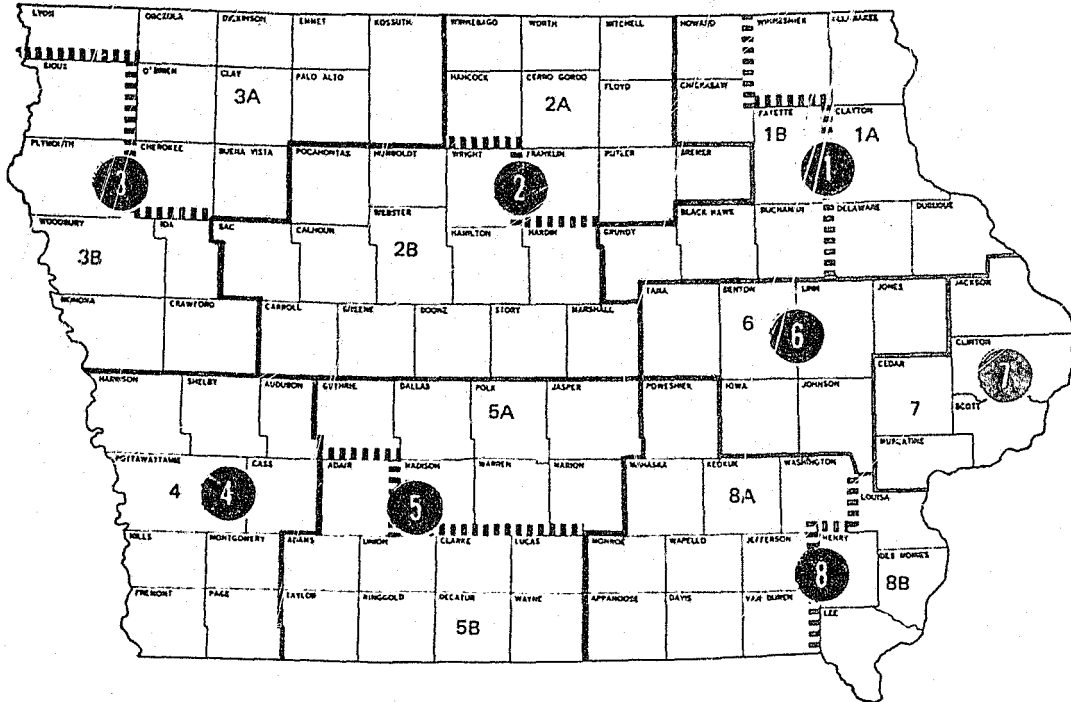 LYON OSCEOLA DICKINSON EMMET KOSSUTH WINNEBAGO WORTH MITCHELL HOWARD WINNESHIEK ALLAMAKEE
SIOUX O'BRIEN CLAY PALO ALTO HANCOCK CERRO GORDO FLOYD CHICKASAW FAYETTE CLAYTON
3A 2A 1B 1A
PLYMOUTH CHEROKEE BUENA VISTA POCAHONTAS HUMBOLDT WRIGHT FRANKLIN BUTLER BREMER
3 2 1
WOODBURY IDA SAC CALHOUN WEBSTER HAMILTON HARDIN GRUNDY BLACK HAWK BUCHANAN DELAWARE DUBUQUE
3B 2B
MONONA CRAWFORD CARROLL GREENE BOONE STORY MARSHALL TAMA BENTON LINN JONES JACKSON
6 6 CLINTON
HARRISON SHELBY AUDUBON GUTHRIE DALLAS POLK JASPER POWESHIEK IOWA JOHNSON CEDAR 7
5A 7 SCOTT
MUSCATINE
POTTAWATTAMIE CASS ADAIR MADISON WARREN MARION MAHASKA KEOKUK WASHINGTON
4 4 5 8A LOUISA
MILLS MONTGOMERY ADAMS UNION CLARKE LUCAS MONROE WAPELLO JEFFERSON HENRY
8 DES MOINES
8B
FREMONT PAGE TAYLOR RINGGOLD DECATUR WAYNE APPANOOSE DAVIS VAN BUREN LEE
5B